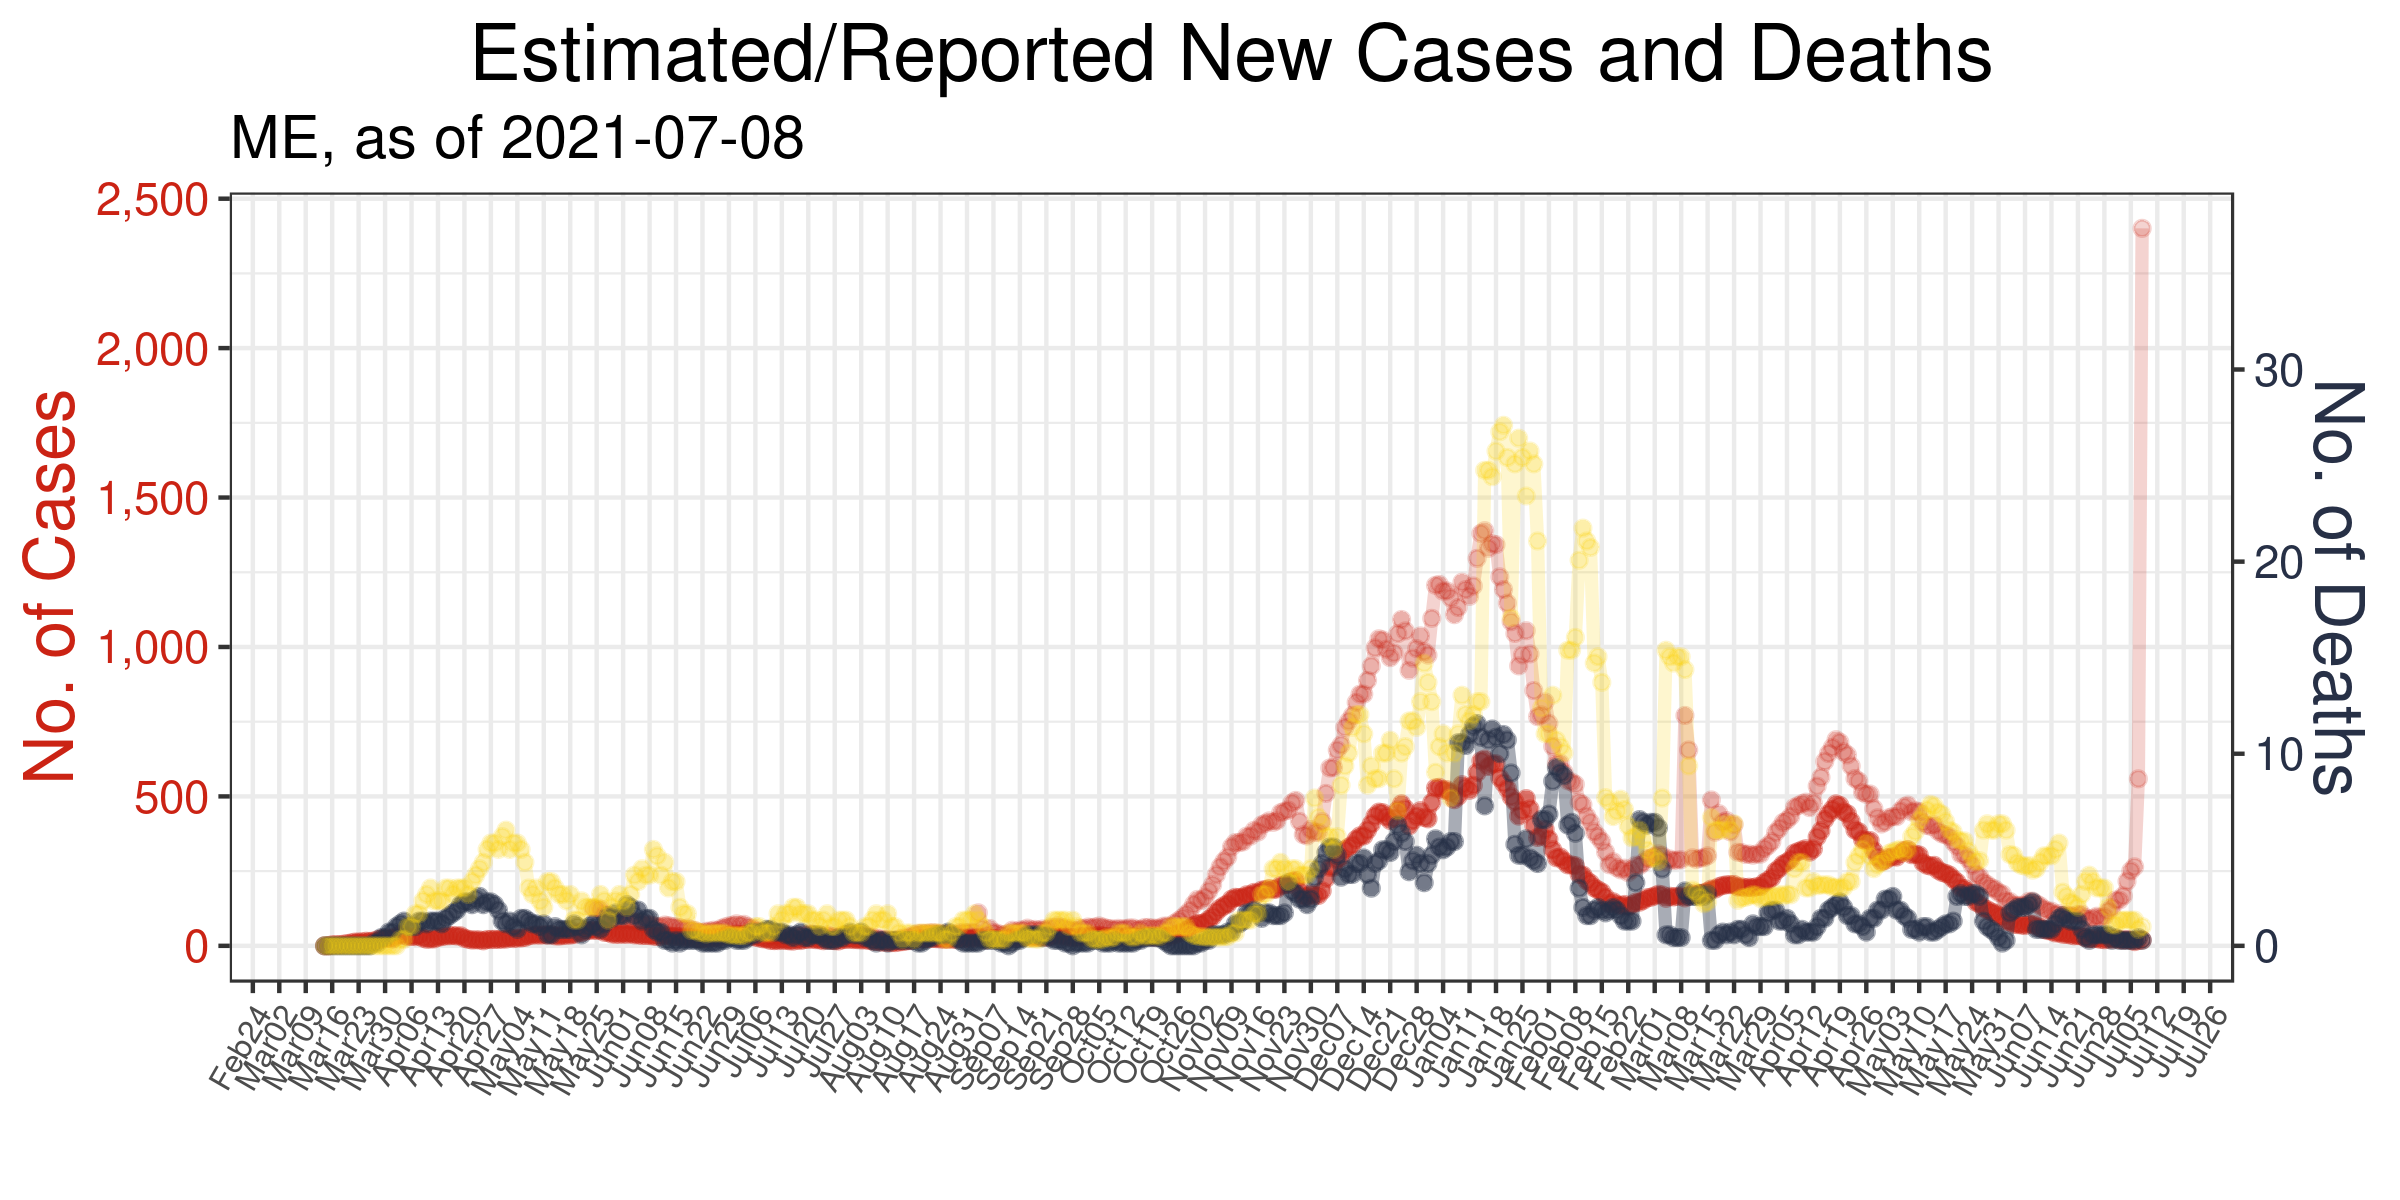 Estimated/Reported New Cases and Deaths
ME, as of 2021-07-08
No. of Cases
2,500
2,000
1,500
1,000
500
0
30
20
10
0
No. of Deaths
Feb24
Mar02
Mar09
Mar16
Mar23
Mar30
Apr06
Apr13
Apr20
Apr27
May04
May11
May18
May25
Jun01
Jun08
Jun15
Jun22
Jun29
Jul06
Jul13
Jul20
Jul27
Aug03
Aug10
Aug17
Aug24
Aug31
Sep07
Sep14
Sep21
Sep28
Oct05
Oct12
Oct19
Oct26
Nov02
Nov09
Nov16
Nov23
Nov30
Dec07
Dec14
Dec21
Dec28
Jan04
Jan11
Jan18
Jan25
Feb01
Feb08
Feb15
Feb22
Mar01
Mar08
Mar15
Mar22
Mar29
Apr05
Apr12
Apr19
Apr26
May03
May10
May17
May24
May31
Jun07
Jun14
Jun21
Jun28
Jul05
Jul12
Jul19
Jul26